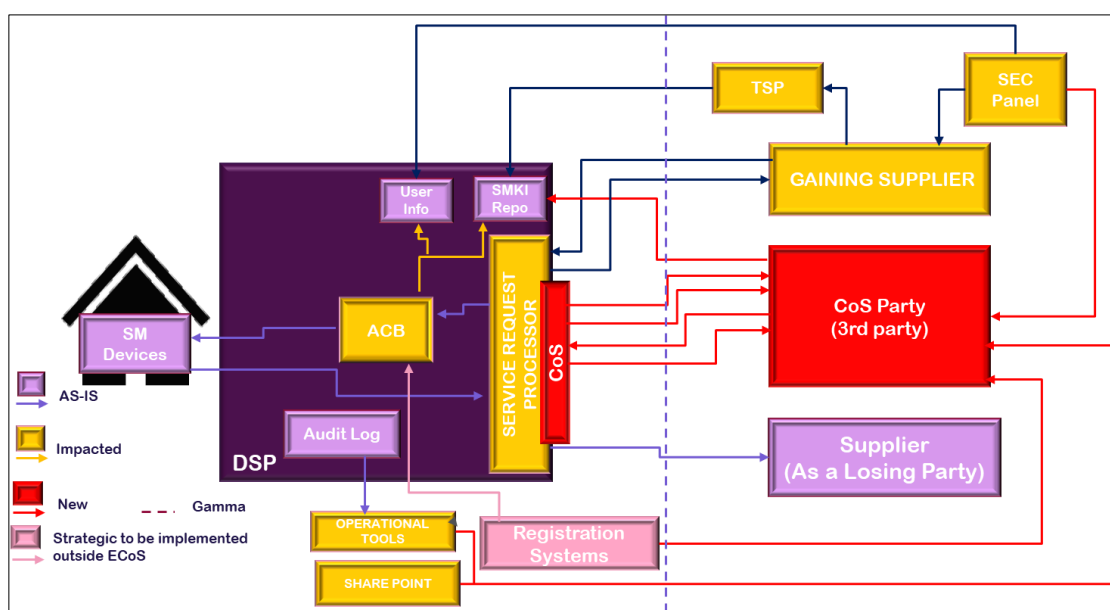 SEC
Panel
TSP
GAINING SUPPLIER
User
Info
SMKI
Repo
SERVICE REQUEST
PROCESSOR
CoS
CoS Party
(3rd party)
ACB
SM
Devices
AS-IS
Audit Log
DSP
Supplier
(As a Losing Party)
Impacted
New
Gamma
OPERATIONAL
TOOLS
Registration
Systems
Strategic to be implemented
outside ECoS
SHARE POINT